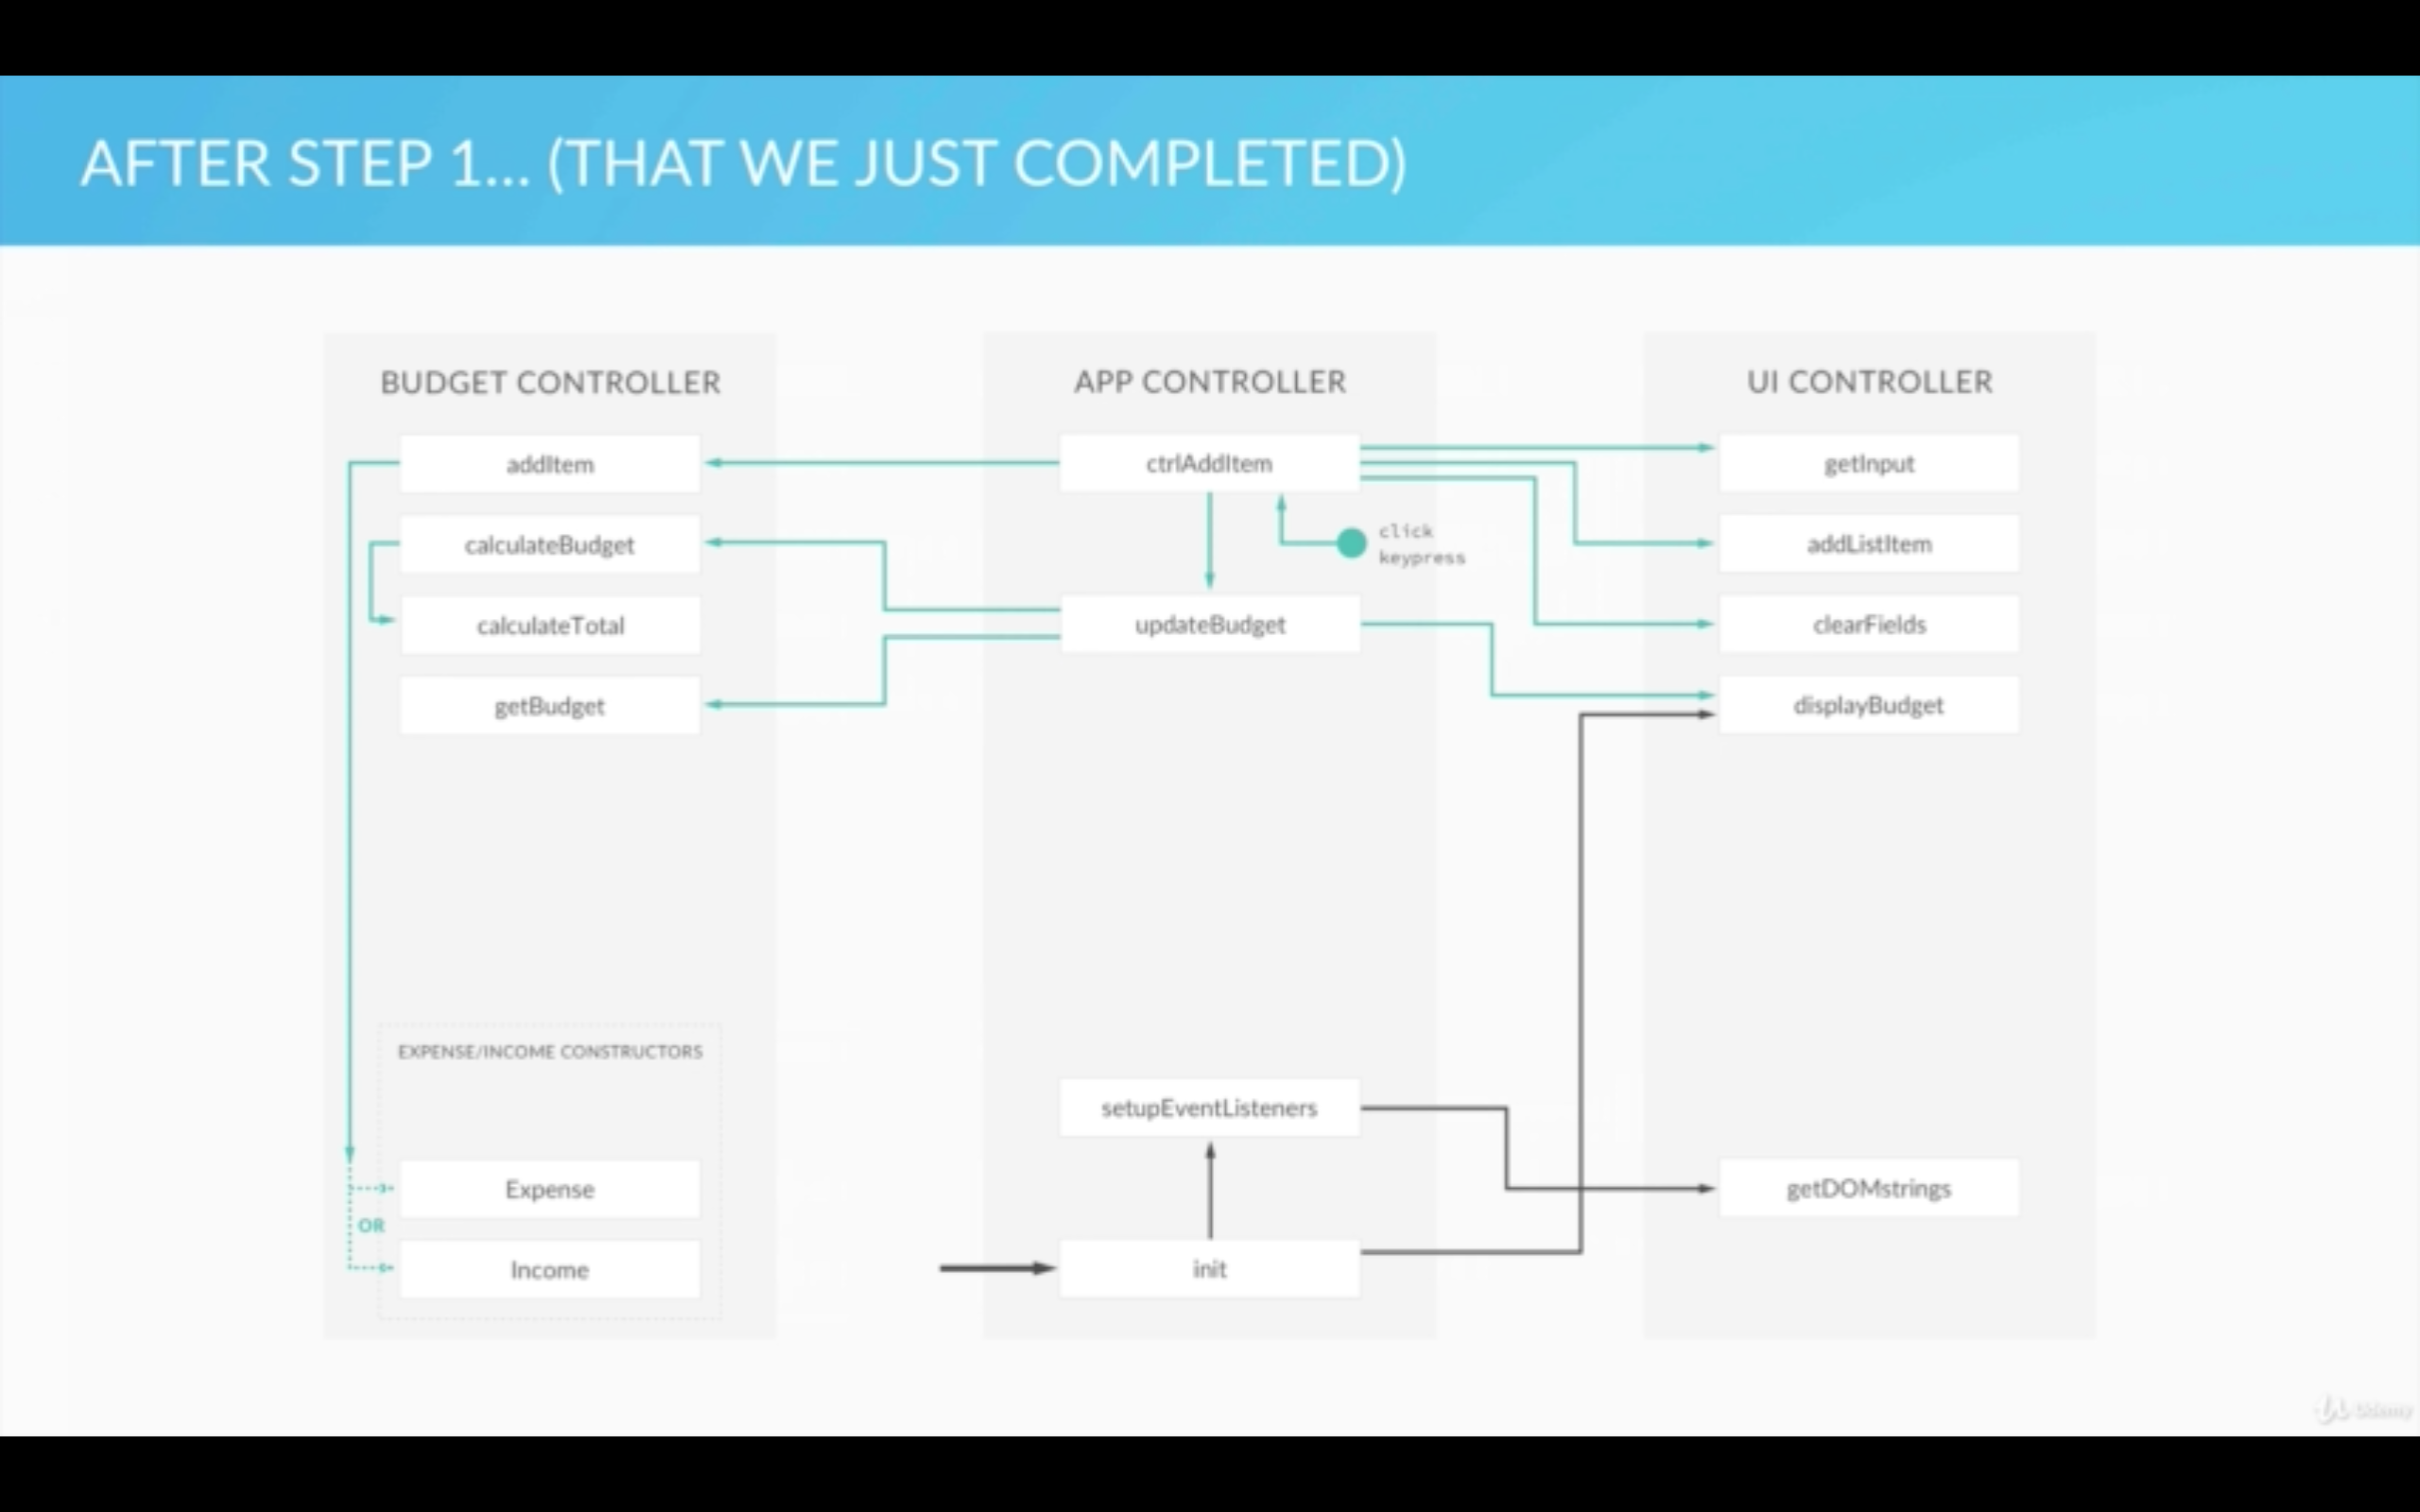 AFTER STEP 1... (THAT WE JUST COMPLETED)
BUDGET CONTROLLER
addItem
calculateBudget
calculateTotal
getBudget
EXPENSE/INCOME CONSTRUCTORS
Expense
OR
Income
APP CONTROLLER
ctrlAddItem
click
keypress
updateBudget
setupEventListeners
init
UI CONTROLLER
getInput
addListItem
clearFields
displayBudget
getDOMstrings
Udemy